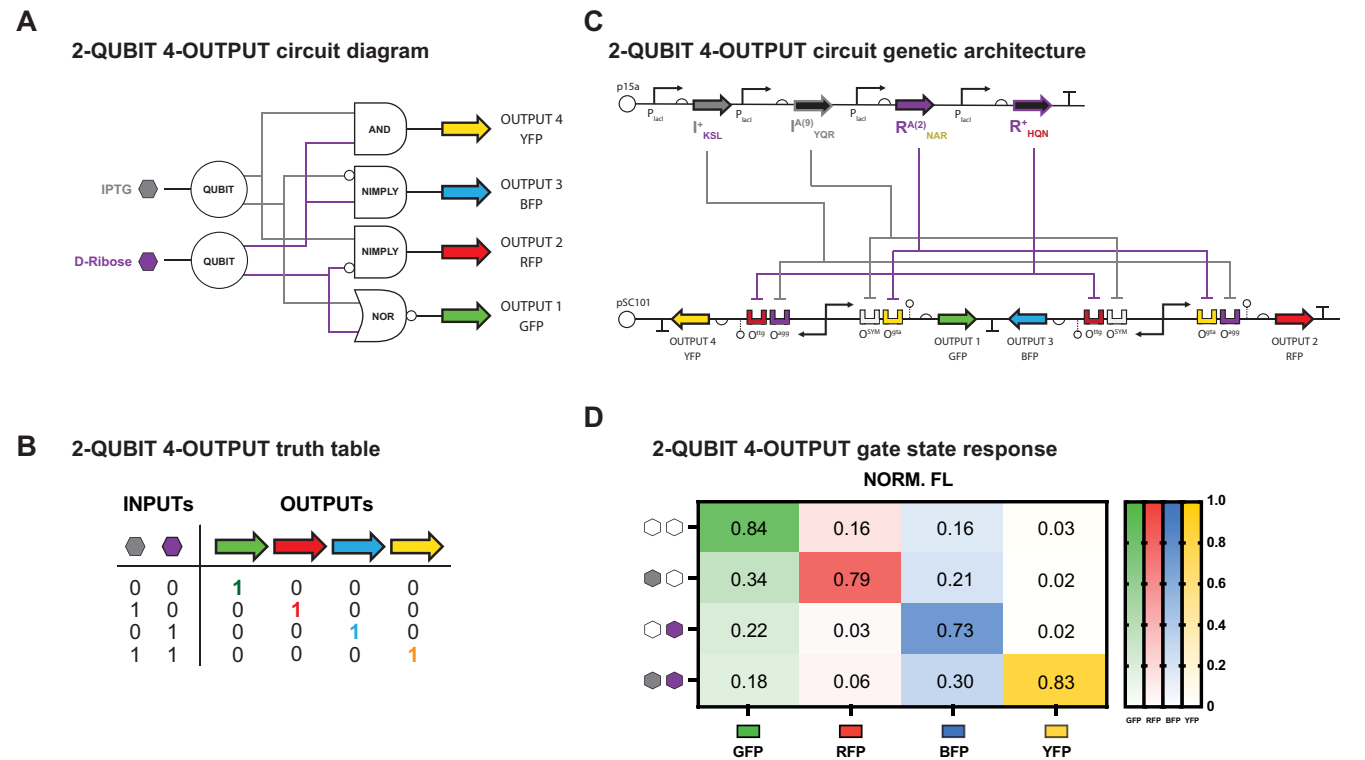 A
2-QUBIT 4-OUTPUT circuit diagram
IPTG
QUBIT
D-Ribose
QUBIT
AND
NIMPLY
NIMPLY
NOR
OUTPUT 4
YFP
OUTPUT 3
BFP
OUTPUT 2
RFP
OUTPUT 1
GFP
B
2-QUBIT 4-OUTPUT truth table
INPUTs OUTPUTs
0 0 1 0 0 0
1 0 0 1 0 0
0 1 0 0 1 0
1 1 0 0 0 1
C
2-QUBIT 4-OUTPUT circuit genetic architecture
p15a
PlacI PlacI PlacI PlacI
I+KSL IA(9)YQR RA(2)NAR R+HQN
pSC101
Ottg Oagg OSYM Ogta Ottg OSYM Ogta Oagg
OUTPUT 4
YFP
OUTPUT 1
GFP
OUTPUT 3
BFP
OUTPUT 2
RFP
D
2-QUBIT 4-OUTPUT gate state response
NORM. FL
0.84 0.16 0.16 0.03
0.34 0.79 0.21 0.02
0.22 0.03 0.73 0.02
0.18 0.06 0.30 0.83
GFP RFP BFP YFP
1.0
0.8
0.6
0.4
0.2
0
GFP RFP BFP YFP